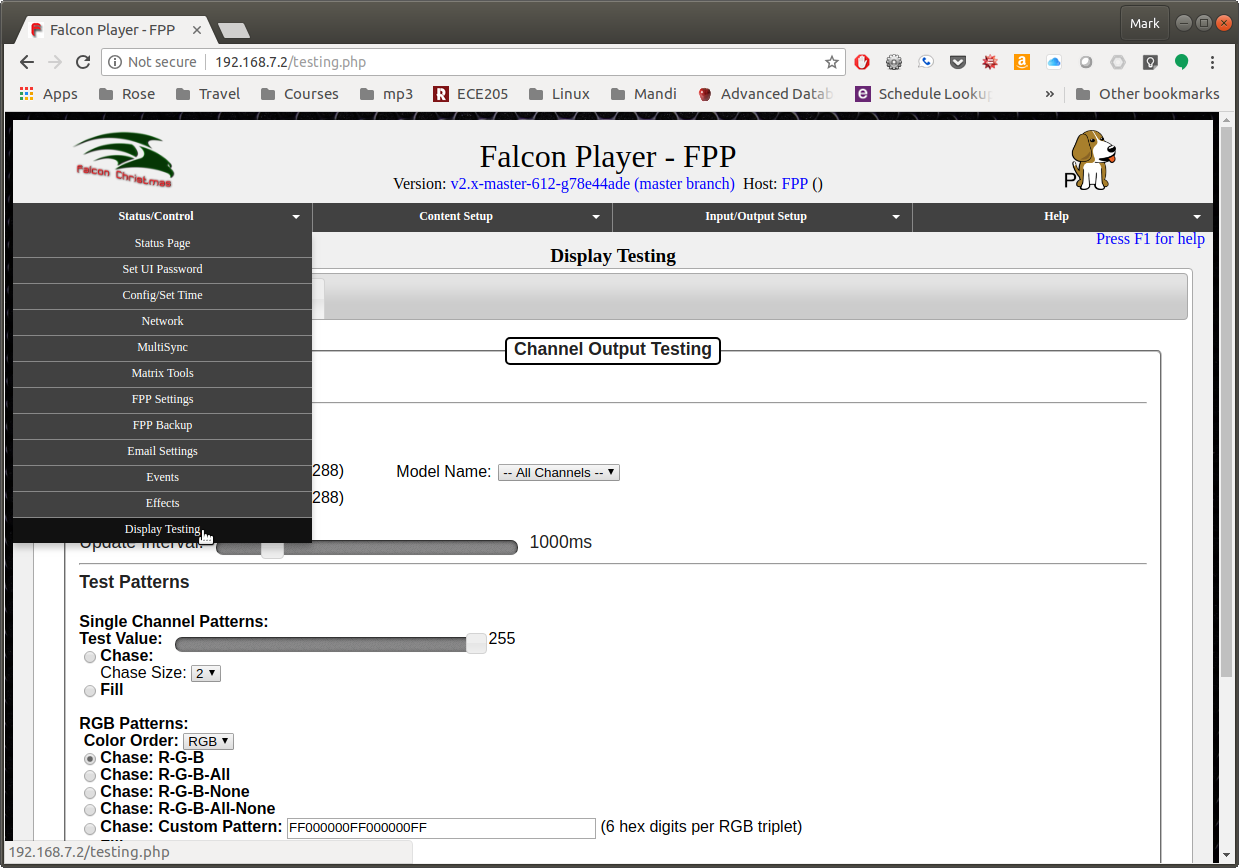 Falcon Player - FPP
Mark
Not secure 192.168.7.2/testing.php
Apps Rose Travel Courses mp3 ECE205 Linux Mandi Advanced Datab Schedule Looku » Other bookmarks
Falcon Christmas
Falcon Player - FPP
P
Version: v2.x-master-612-g78e44ade (master branch) Host: FPP ()
Status/Control Content Setup Input/Output Setup Help
Press F1 for help
Status Page
Set UI Password
Config/Set Time
Network
MultiSync
Matrix Tools
FPP Settings
FPP Backup
Email Settings
Events
Effects
Display Testing
Display Testing
Channel Output Testing
288) Model Name: -- All Channels --
288)
Update Interval: 1000ms
Test Patterns
Single Channel Patterns:
Test Value: 255
Chase:
Chase Size: 2
Fill
RGB Patterns:
Color Order: RGB
Chase: R-G-B
Chase: R-G-B-All
Chase: R-G-B-None
Chase: R-G-B-All-None
Chase: Custom Pattern: FF000000FF000000FF (6 hex digits per RGB triplet)
192.168.7.2/testing.php